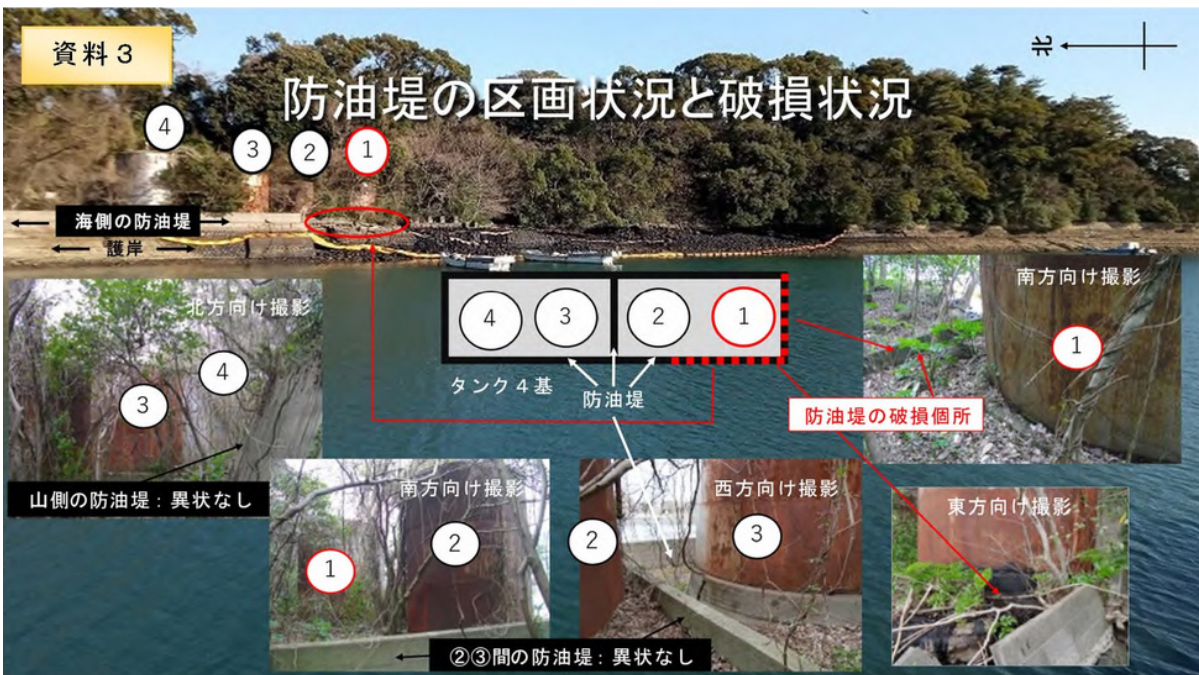 資料3
北
防油堤の区画状況と破損状況
④
③
②
①
海側の防油堤
護岸
北方向け撮影
④
③
山側の防油堤：異状なし
④
③
②
①
タンク４基
防油堤
南方向け撮影
①
防油堤の破損個所
南方向け撮影
①
②
西方向け撮影
②
③
②③間の防油堤：異状なし
東方向け撮影